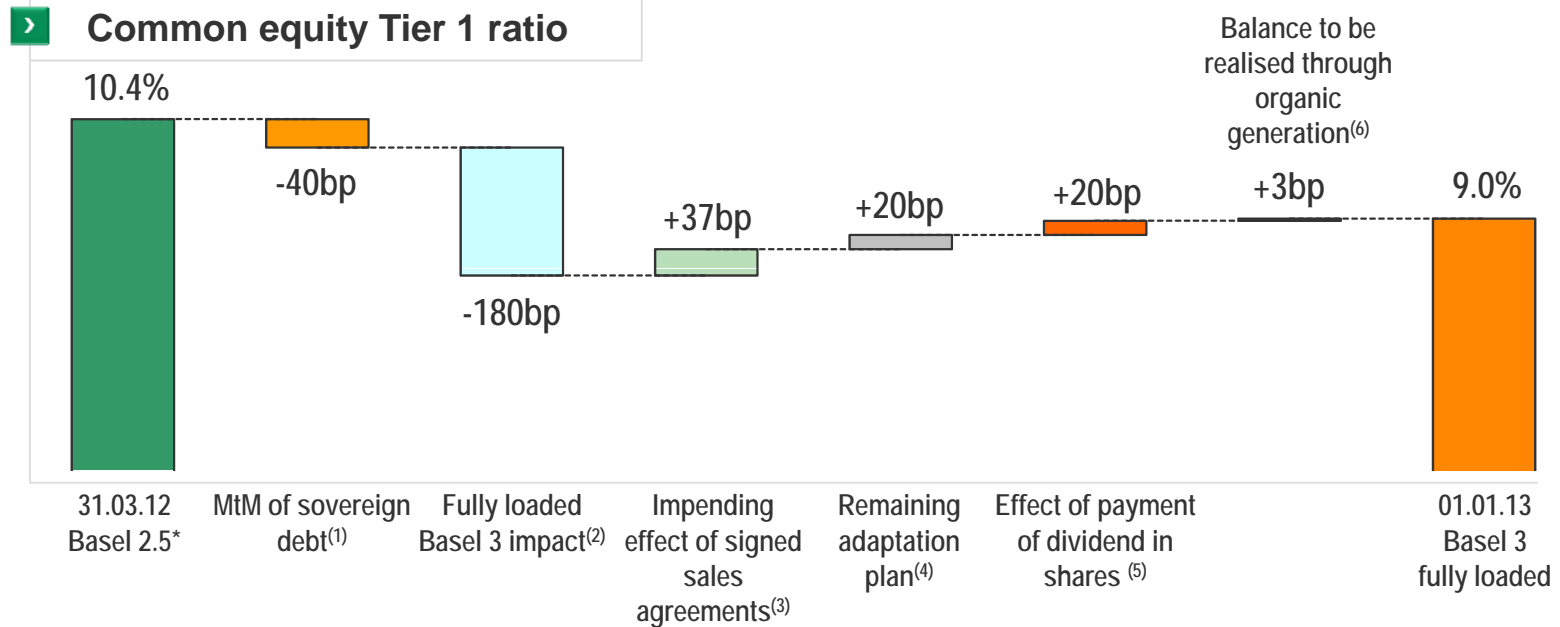 Common equity Tier 1 ratio
10.4%
-40bp
-180bp
+37bp
+20bp
+20bp
Balance to be
realised through
organic
generation(6)
+3bp
9.0%
31.03.12
Basel 2.5*
MtM of sovereign
debt(1)
Fully loaded
Basel 3 impact(2)
Impending
effect of signed
sales
agreements(3)
Remaining
adaptation
plan(4)
Effect of payment
of dividend in
shares (5)
01.01.13
Basel 3
fully loaded